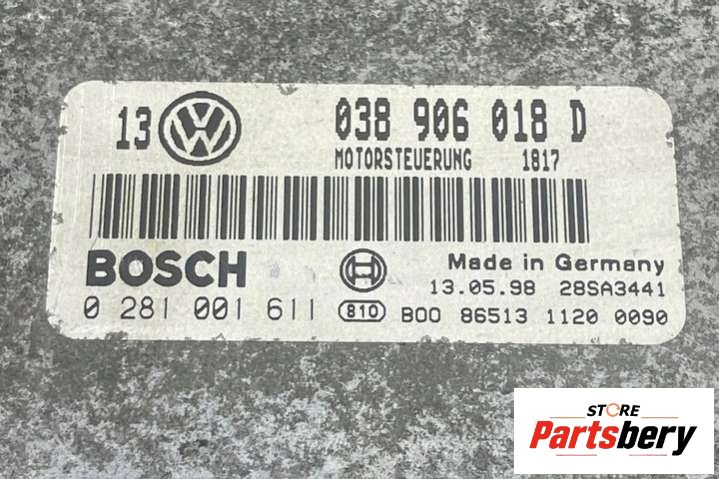 13 VW 038 906 018 D
MOTORSTEUERUNG 1817
BOSCH Made in Germany
13.05.98 28SA3441
0 281 001 611 810 B00 86513 1120 0090
STORE
Partsbery